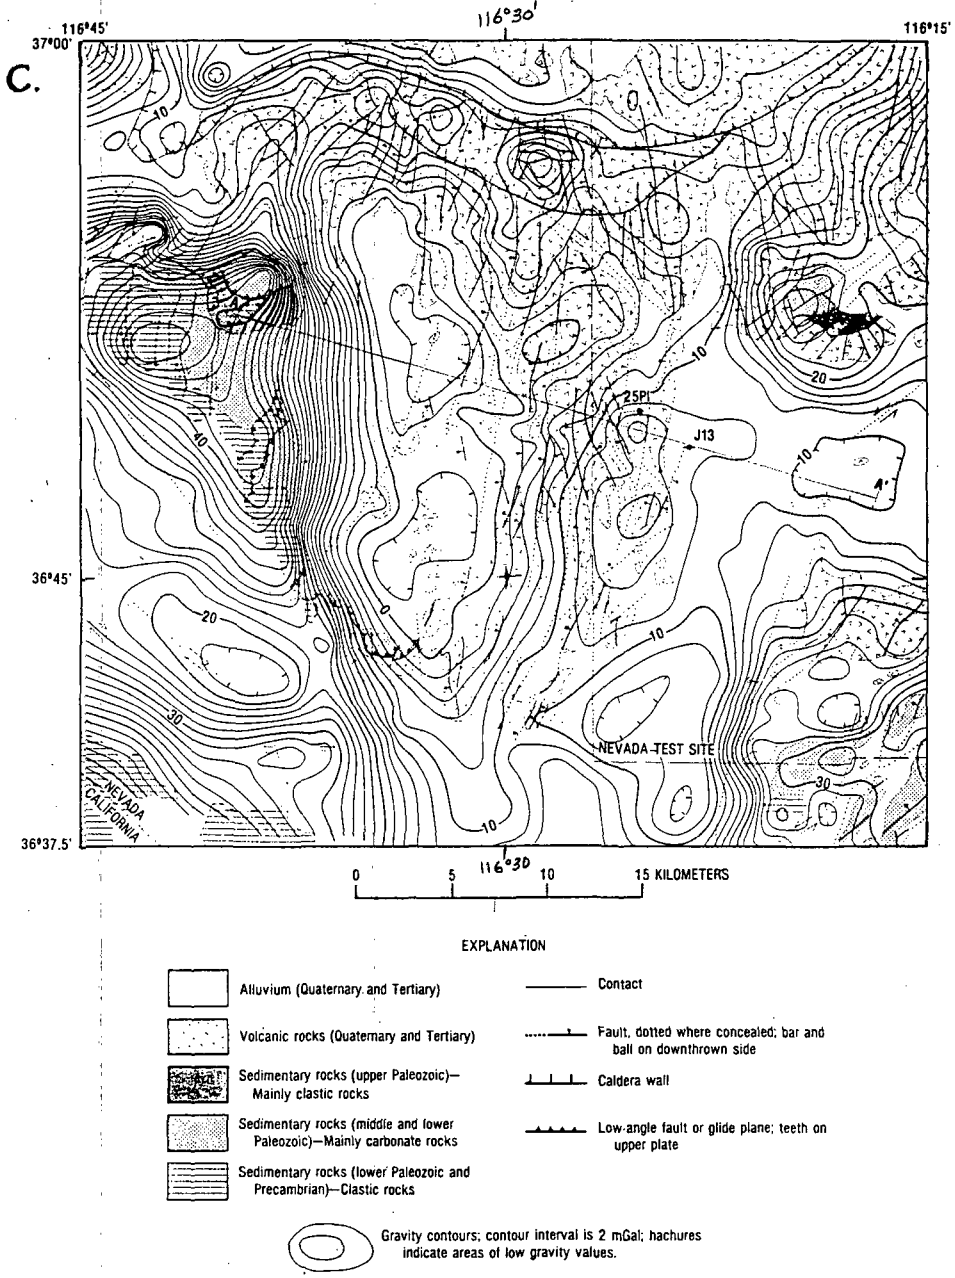 116°45'
116°30'
116°15'
37°00'
C.
10
10
20
25P1
J13
10
A'
40
36°45'
20
0
10
30
NEVADA TEST SITE
30
NEVADA
CALIFORNIA
10
36°37.5'
116°30
0 5 10 15 KILOMETERS
EXPLANATION
Alluvium (Quaternary and Tertiary)
Volcanic rocks (Quaternary and Tertiary)
Sedimentary rocks (upper Paleozoic)—
Mainly clastic rocks
Sedimentary rocks (middle and lower
Paleozoic)—Mainly carbonate rocks
Sedimentary rocks (lower Paleozoic and
Precambrian)—Clastic rocks
Contact
Fault, dotted where concealed; bar and
ball on downthrown side
Caldera wall
Low-angle fault or glide plane; teeth on
upper plate
Gravity contours; contour interval is 2 mGal; hachures
indicate areas of low gravity values.